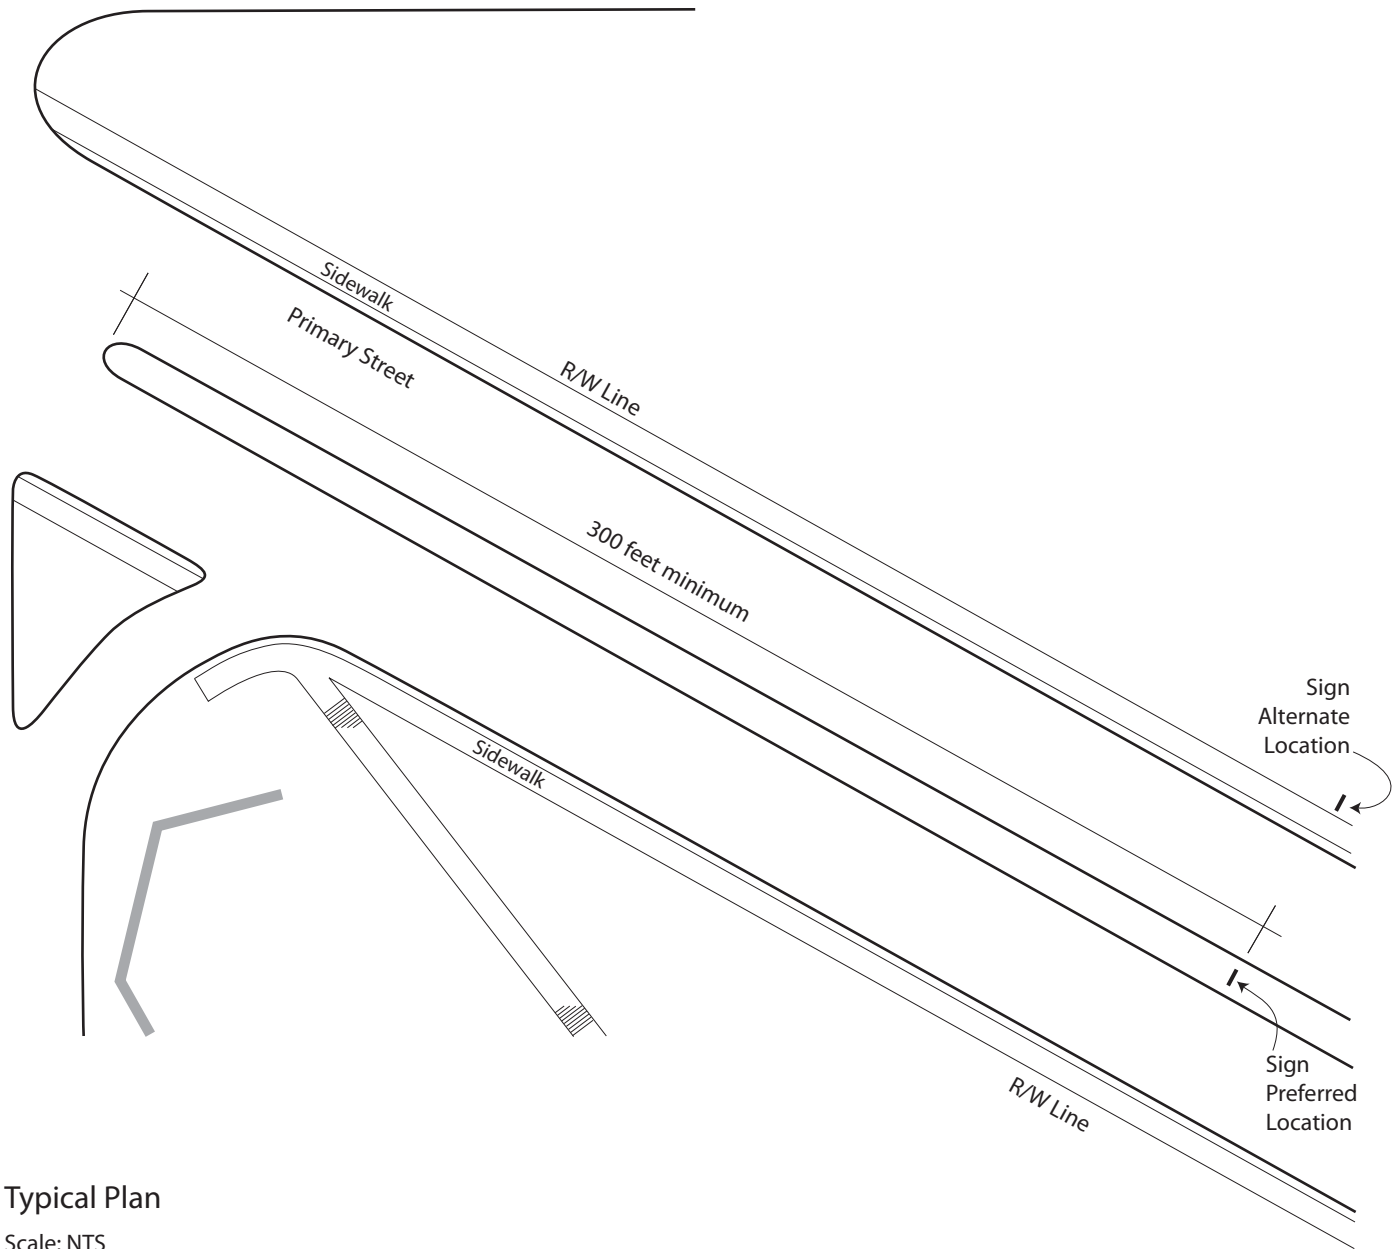 Sidewalk
Primary Street
R/W Line
300 feet minimum
Sign
Alternate
Location
Sidewalk
Sign
Preferred
Location
R/W Line
Typical Plan
Scale: NTS